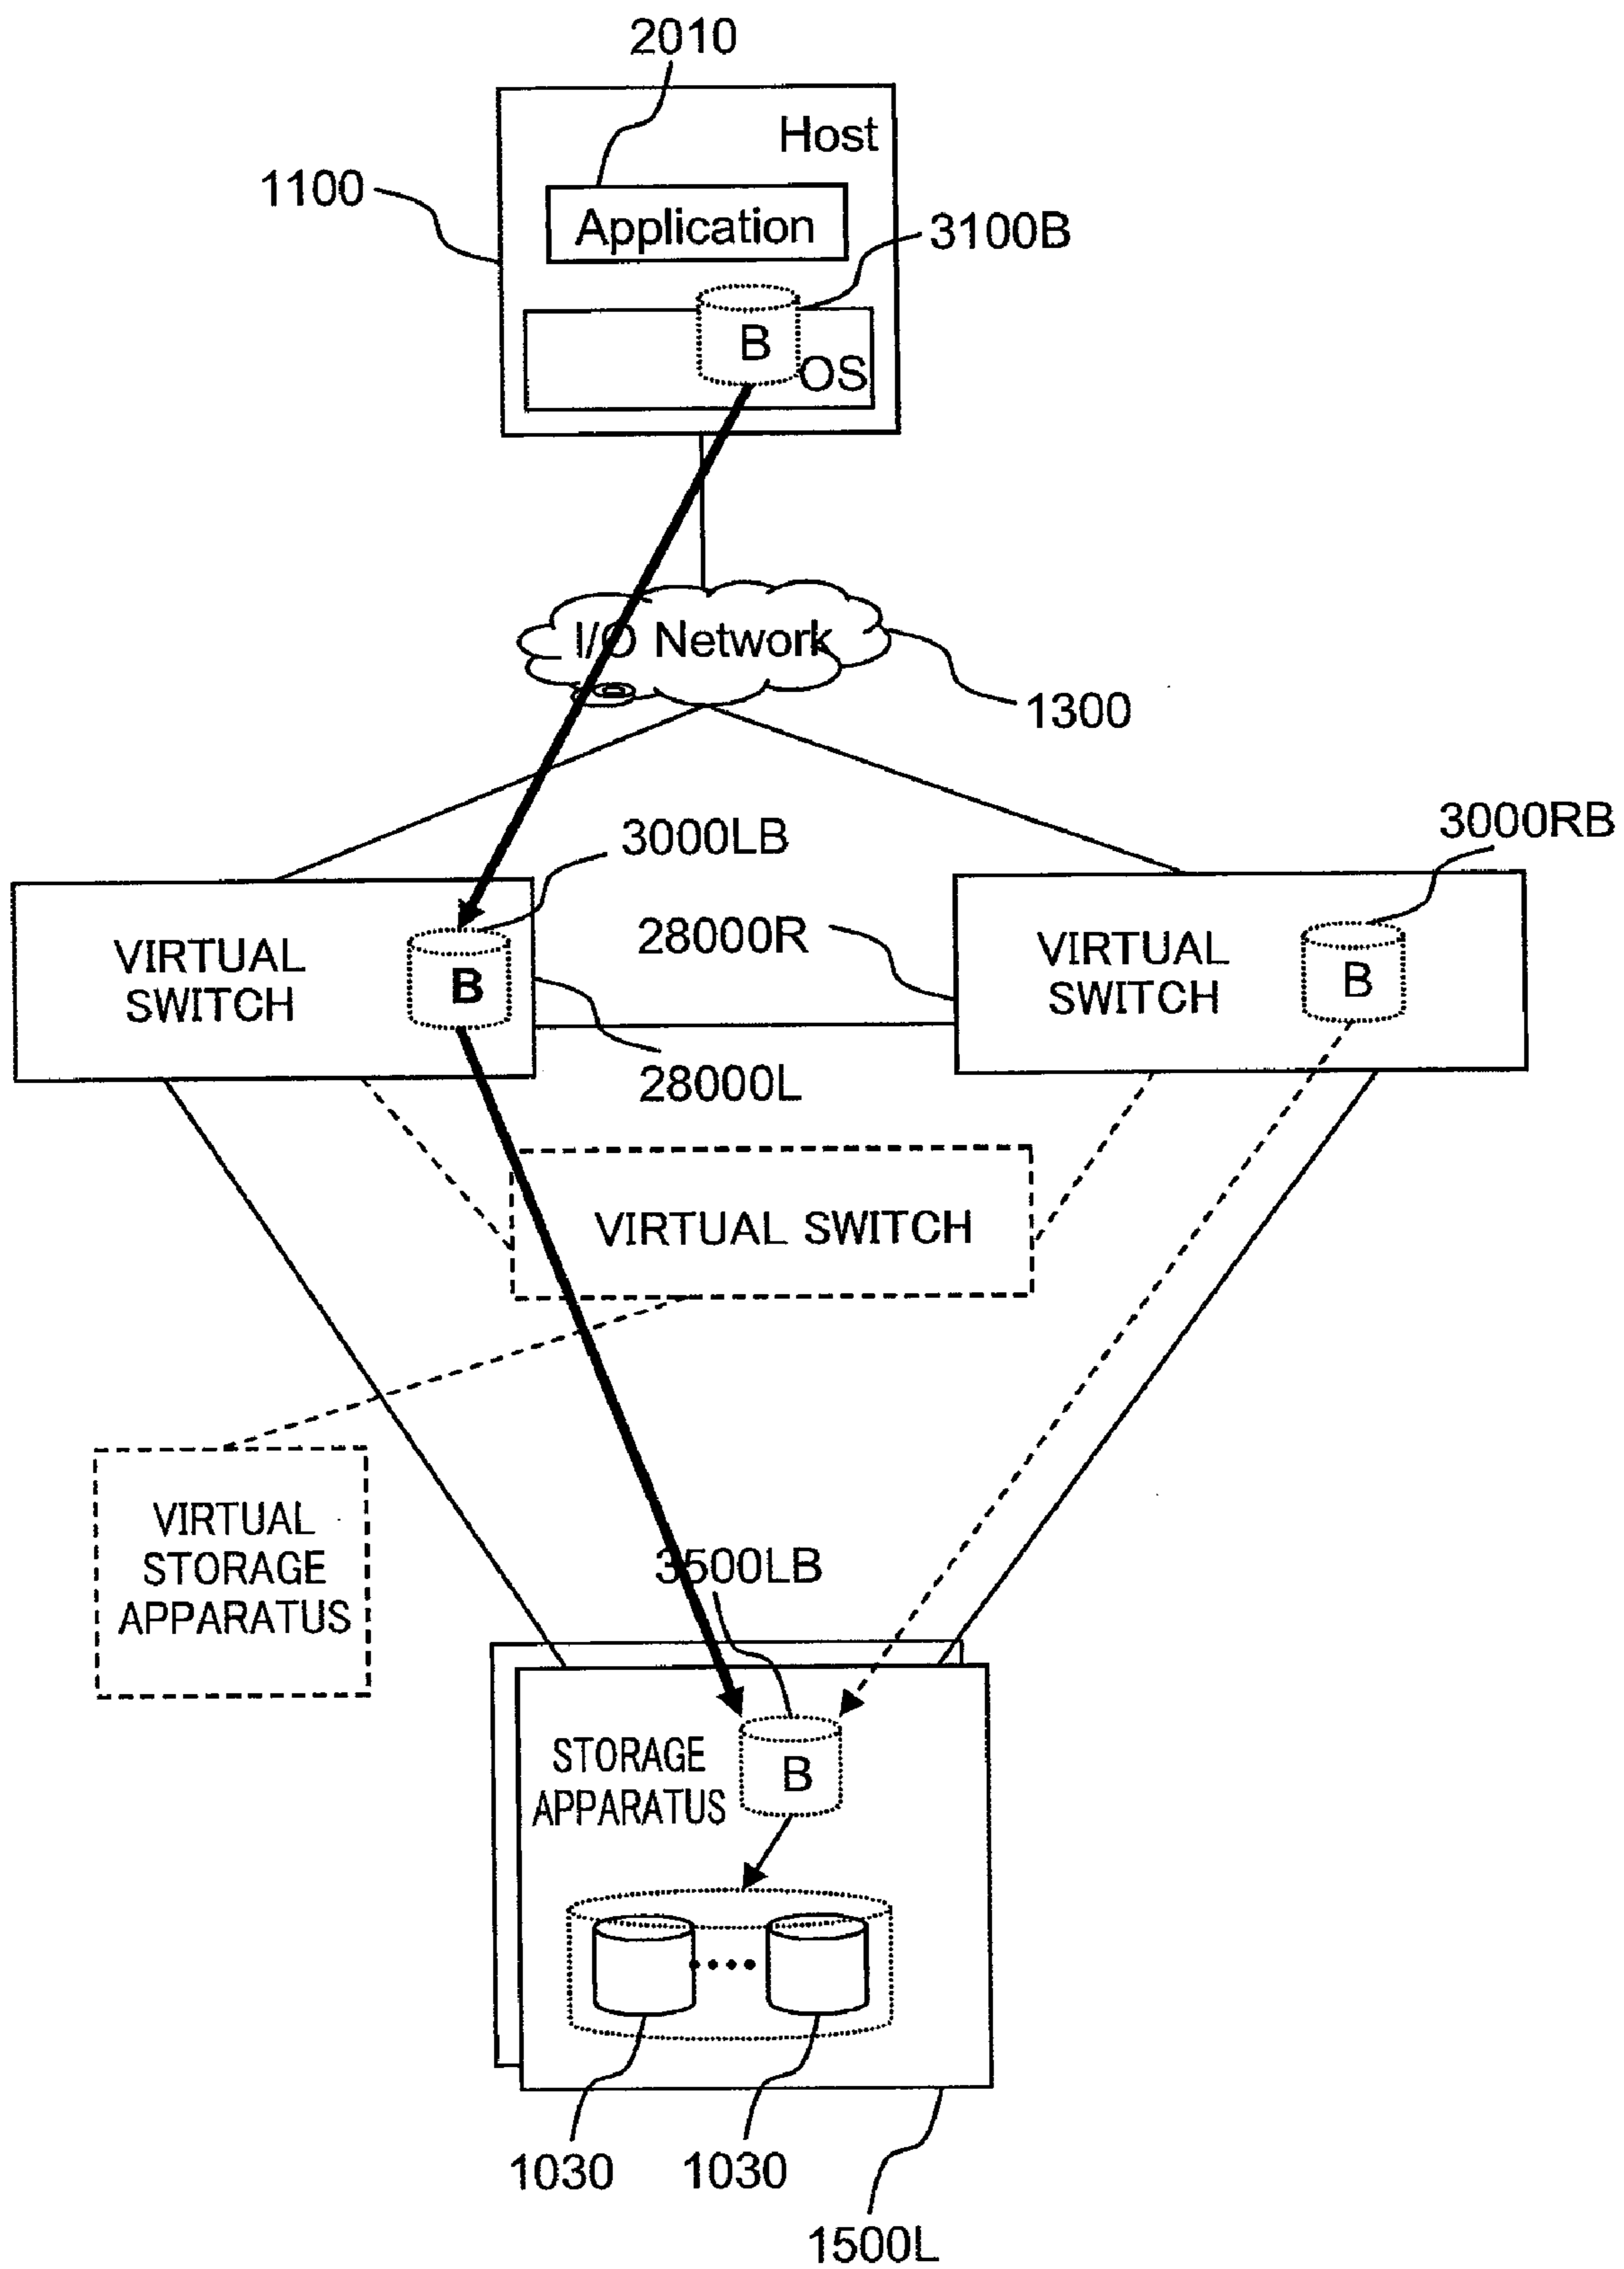 2010
Host
1100
Application
3100B
B
OS
I/O Network
1300
3000LB
3000RB
VIRTUAL
SWITCH
B
28000R
VIRTUAL
SWITCH
B
28000L
VIRTUAL SWITCH
VIRTUAL
STORAGE
APPARATUS
3500LB
STORAGE
APPARATUS
B
1030
1030
1500L